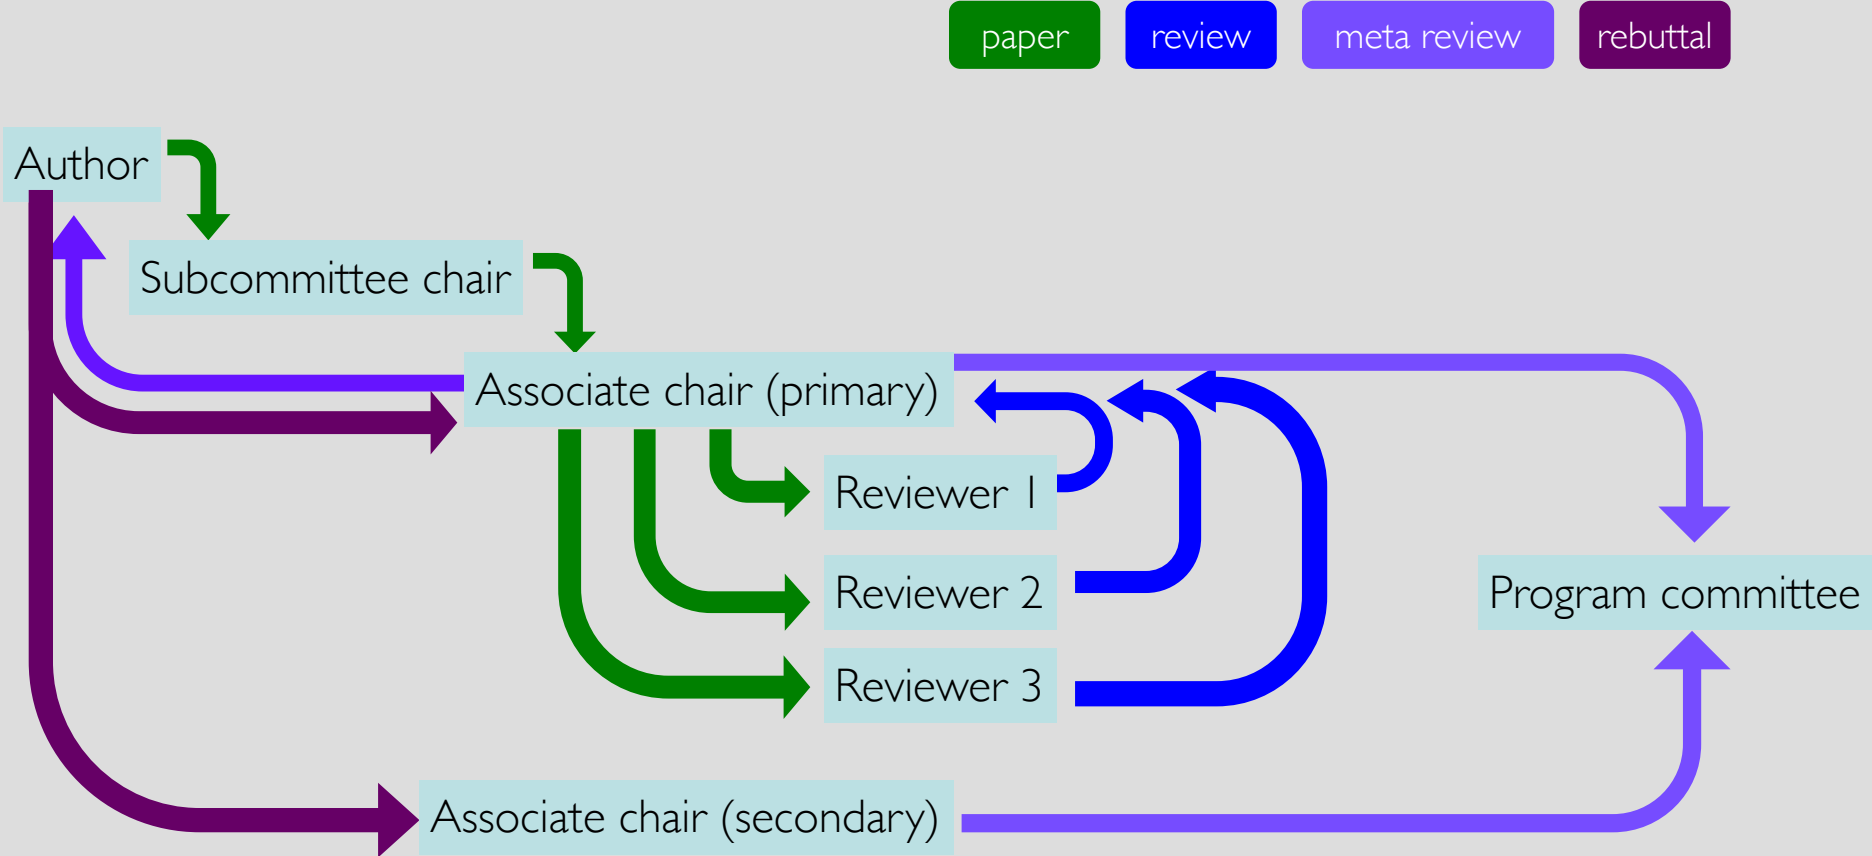 paper
review
meta review
rebuttal
Author
Subcommittee chair
Associate chair (primary)
Reviewer 1
Reviewer 2
Program committee
Reviewer 3
Associate chair (secondary)